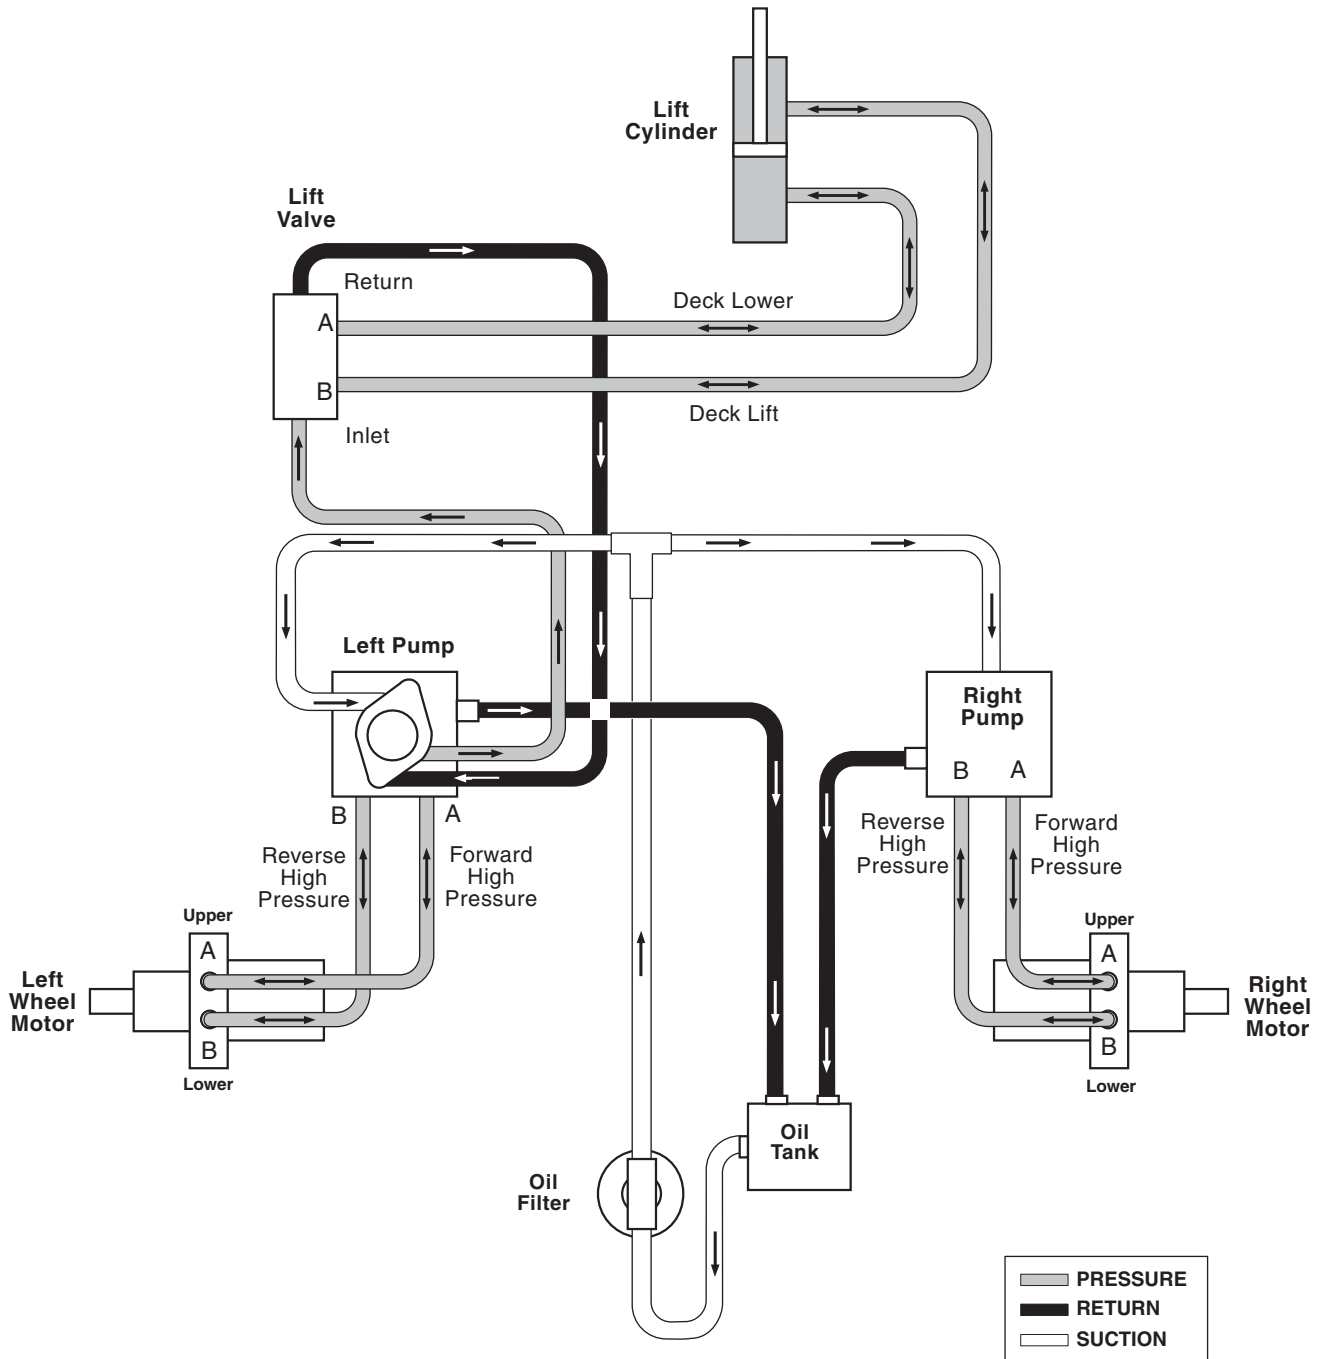 Lift
Cylinder
Lift
Valve
Return
A
Deck Lower
B
Deck Lift
Inlet
Left Pump
Right
Pump
B A
B A
Reverse
High
Pressure
Forward
High
Pressure
Reverse
High
Pressure
Forward
High
Pressure
Upper
A
Left
Wheel
Motor
B
Lower
Upper
A
Right
Wheel
Motor
B
Lower
Oil
Tank
Oil
Filter
PRESSURE
RETURN
SUCTION